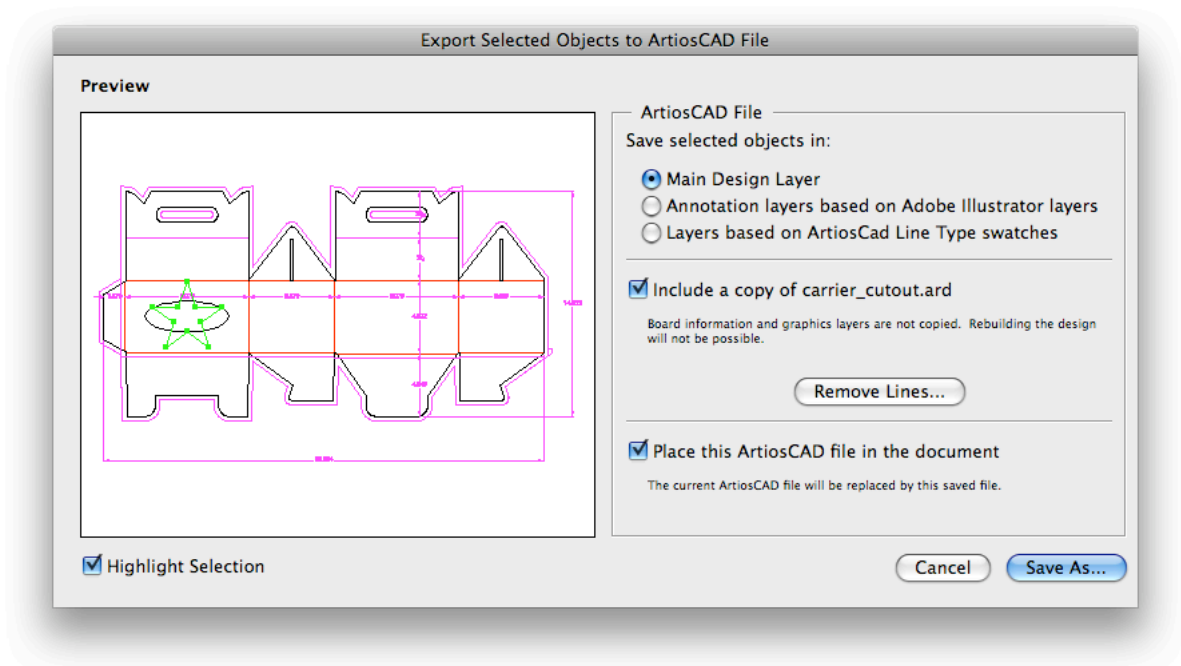 Export Selected Objects to ArtiosCAD File
Preview
ArtiosCAD File
Save selected objects in:
Main Design Layer
Annotation layers based on Adobe Illustrator layers
Layers based on ArtiosCad Line Type swatches
Include a copy of carrier_cutout.ard
Board information and graphics layers are not copied.  Rebuilding the design
will not be possible.
Remove Lines...
Place this ArtiosCAD file in the document
The current ArtiosCAD file will be replaced by this saved file.
Highlight Selection
Cancel
Save As...